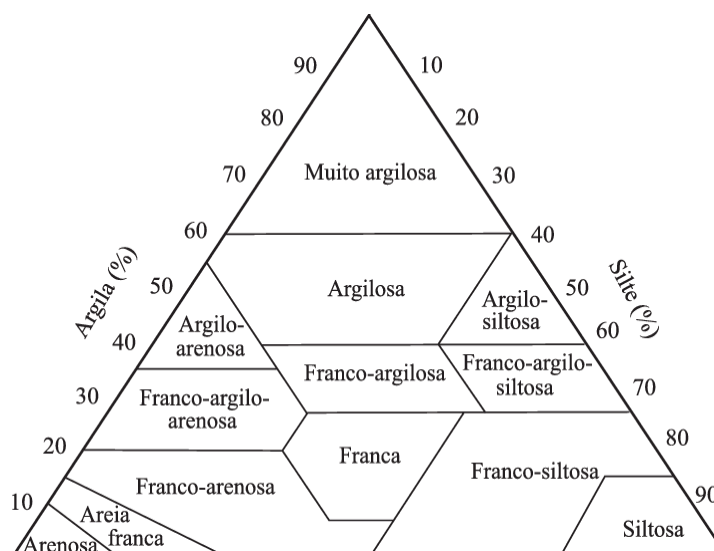 90
10
80
20
70
Muito argilosa
30
60
40
Argila (%)
50
Argilosa
Argilo-
siltosa
50
Silte (%)
Argilo-
arenosa
40
60
Franco-argilosa
Franco-argilo-
siltosa
30
Franco-argilo-
arenosa
70
20
Franca
80
Franco-arenosa
Franco-siltosa
90
10
Areia
franca
Siltosa
Arenosa